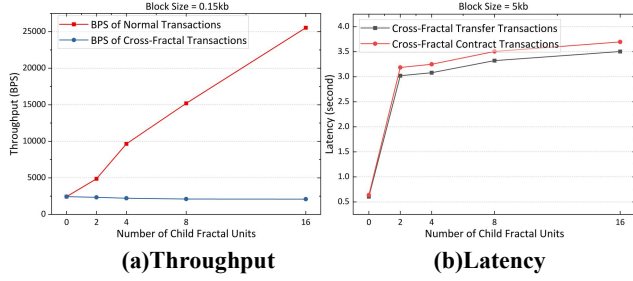 Block Size = 0.15kb
BPS of Normal Transactions
BPS of Cross-Fractal Transactions
25000
20000
15000
10000
5000
2500
0
Throughput (BPS)
0 2 4 8 16
Number of Child Fractal Units
(a)Throughput
Block Size = 5kb
Cross-Fractal Transfer Transactions
Cross-Fractal Contract Transactions
4.0
3.5
3.0
2.5
2.0
1.5
1.0
0.5
Latency (second)
0 2 4 8 16
Number of Child Fractal Units
(b)Latency